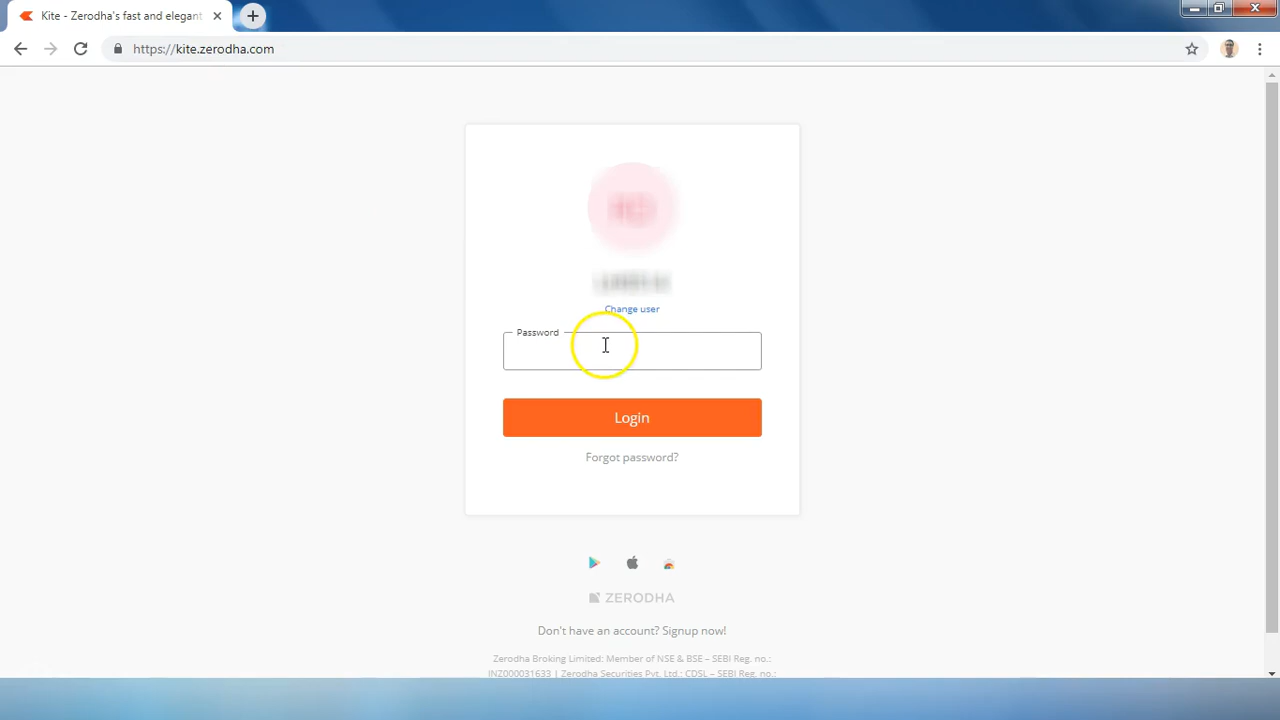 Kite - Zerodha's fast and elegant
https://kite.zerodha.com
Change user
Password
Login
Forgot password?
ZERODHA
Don't have an account? Signup now!
Zerodha Broking Limited: Member of NSE & BSE – SEBI Reg. no.:
INZ000031633 | Zerodha Securities Pvt. Ltd.: CDSL – SEBI Reg. no.: